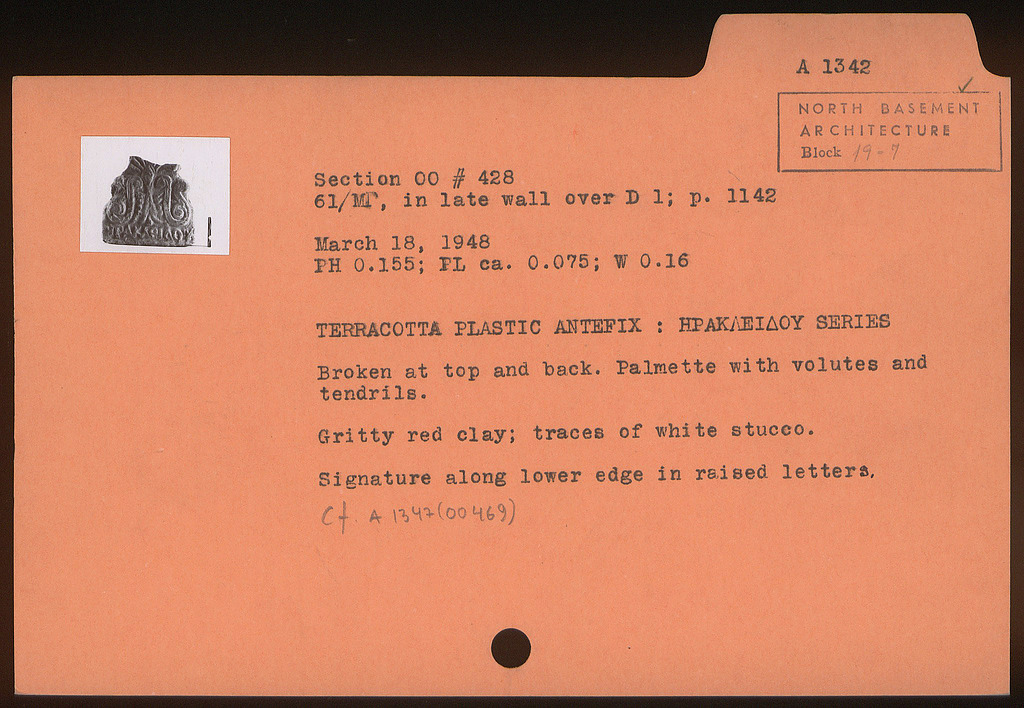 A 1342
NORTH BASEMENT
ARCHITECTURE
Block 19-7
Section OO # 428
61/ΜΓ, in late wall over D 1; p. 1142
March 18, 1948
PH 0.155; PL ca. 0.075; W 0.16
TERRACOTTA PLASTIC ANTEFIX : ΗΡΑΚΛΕΙΔΟΥ SERIES
Broken at top and back. Palmette with volutes and
tendrils.
Gritty red clay; traces of white stucco.
Signature along lower edge in raised letters.
Cf. A 1347(OO469)